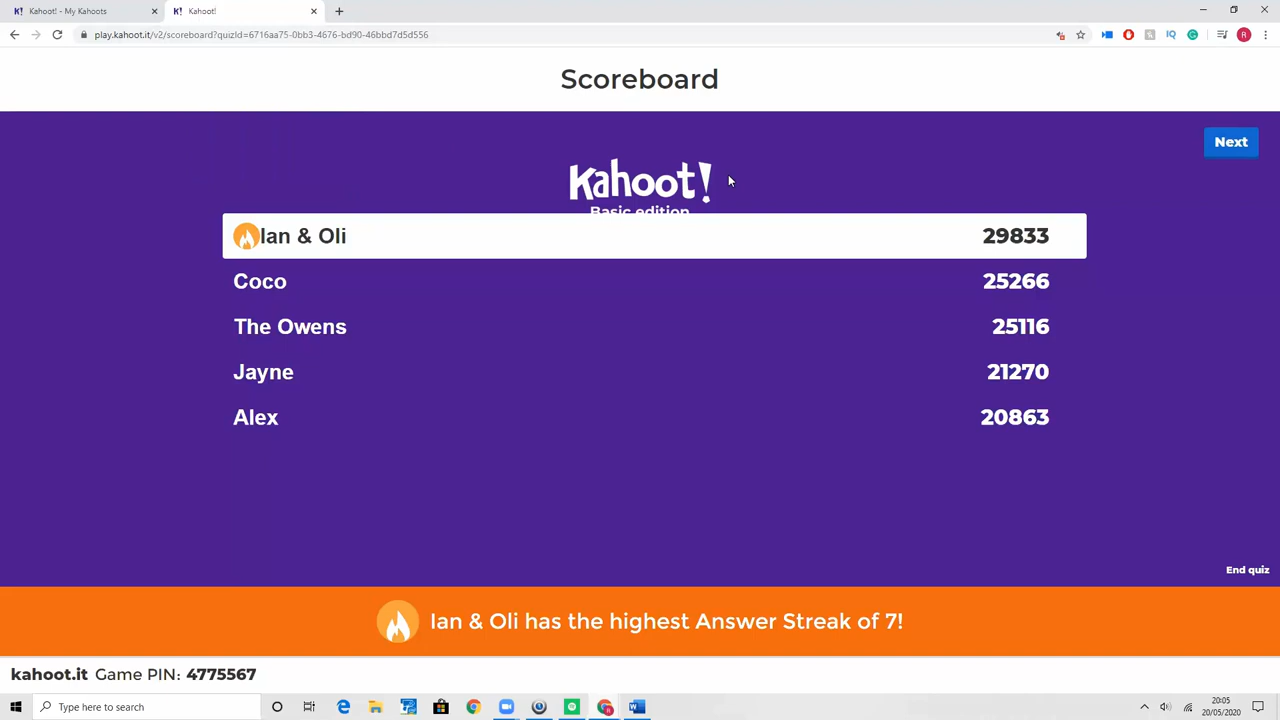 Kahoot! - My Kahoots
Kahoot!
play.kahoot.it/v2/scoreboard?quizId=6716aa75-0bb3-4676-bd90-46bbd7d5d556
Scoreboard
Next
Kahoot!
Basic edition
Ian & Oli 29833
Coco 25266
The Owens 25116
Jayne 21270
Alex 20863
End quiz
Ian & Oli has the highest Answer Streak of 7!
kahoot.it Game PIN: 4775567
Type here to search
20:05
20/05/2020